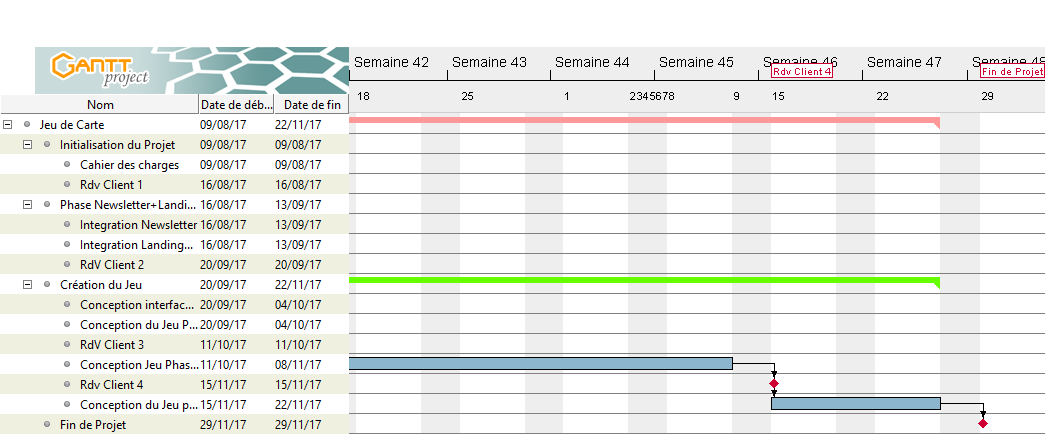 GANTT
project
Semaine 42 Semaine 43 Semaine 44 Semaine 45 Semaine 46 Semaine 47 Semaine 48
Rdv Client 4 Fin de Projet
18 25 1 2345678 9 15 22 29
Nom Date de déb... Date de fin
Jeu de Carte 09/08/17 22/11/17
Initialisation du Projet 09/08/17 09/08/17
Cahier des charges 09/08/17 09/08/17
Rdv Client 1 16/08/17 16/08/17
Phase Newsletter+Landi... 16/08/17 13/09/17
Integration Newsletter 16/08/17 13/09/17
Integration Landing... 16/08/17 13/09/17
RdV Client 2 20/09/17 20/09/17
Création du Jeu 20/09/17 22/11/17
Conception interfac... 20/09/17 04/10/17
Conception du Jeu P... 20/09/17 04/10/17
RdV Client 3 11/10/17 11/10/17
Conception Jeu Phas... 11/10/17 08/11/17
Rdv Client 4 15/11/17 15/11/17
Conception du Jeu p... 15/11/17 22/11/17
Fin de Projet 29/11/17 29/11/17